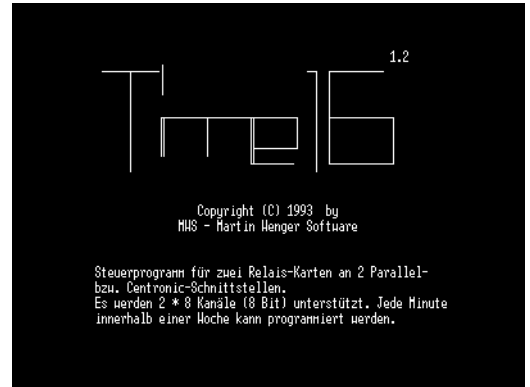 1.2
Time16
Copyright (C) 1993 by
MWS - Martin Wenger Software
Steuerprogramm für zwei Relais-Karten an 2 Parallel-
bzw. Centronic-Schnittstellen.
Es werden 2 * 8 Kanäle (8 Bit) unterstützt. Jede Minute
innerhalb einer Woche kann programmiert werden.